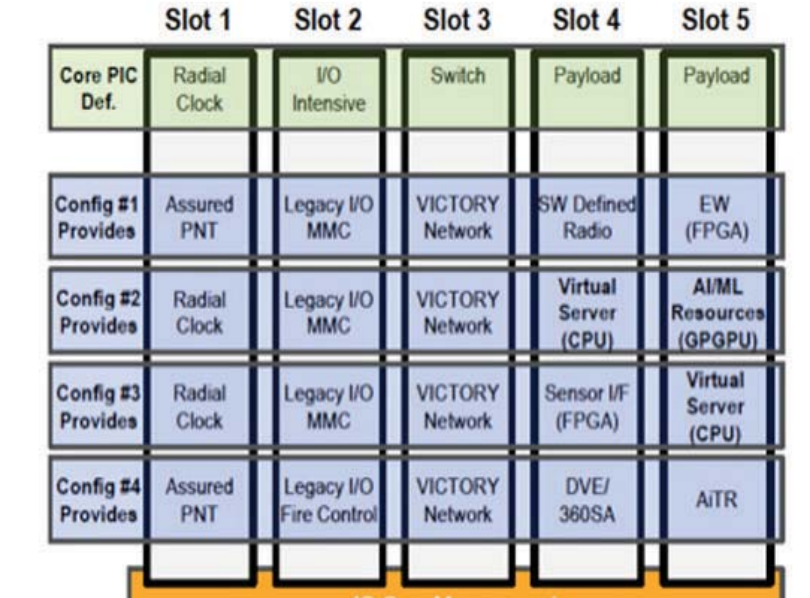 Slot 1 Slot 2 Slot 3 Slot 4 Slot 5
Core PIC Def. Radial Clock I/O Intensive Switch Payload Payload
Config #1 Provides Assured PNT Legacy I/O MMC VICTORY Network SW Defined Radio EW (FPGA)
Config #2 Provides Radial Clock Legacy I/O MMC VICTORY Network Virtual Server (CPU) AI/ML Resources (GPGPU)
Config #3 Provides Radial Clock Legacy I/O MMC VICTORY Network Sensor I/F (FPGA) Virtual Server (CPU)
Config #4 Provides Assured PNT Legacy I/O Fire Control VICTORY Network DVE/ 360SA AiTR